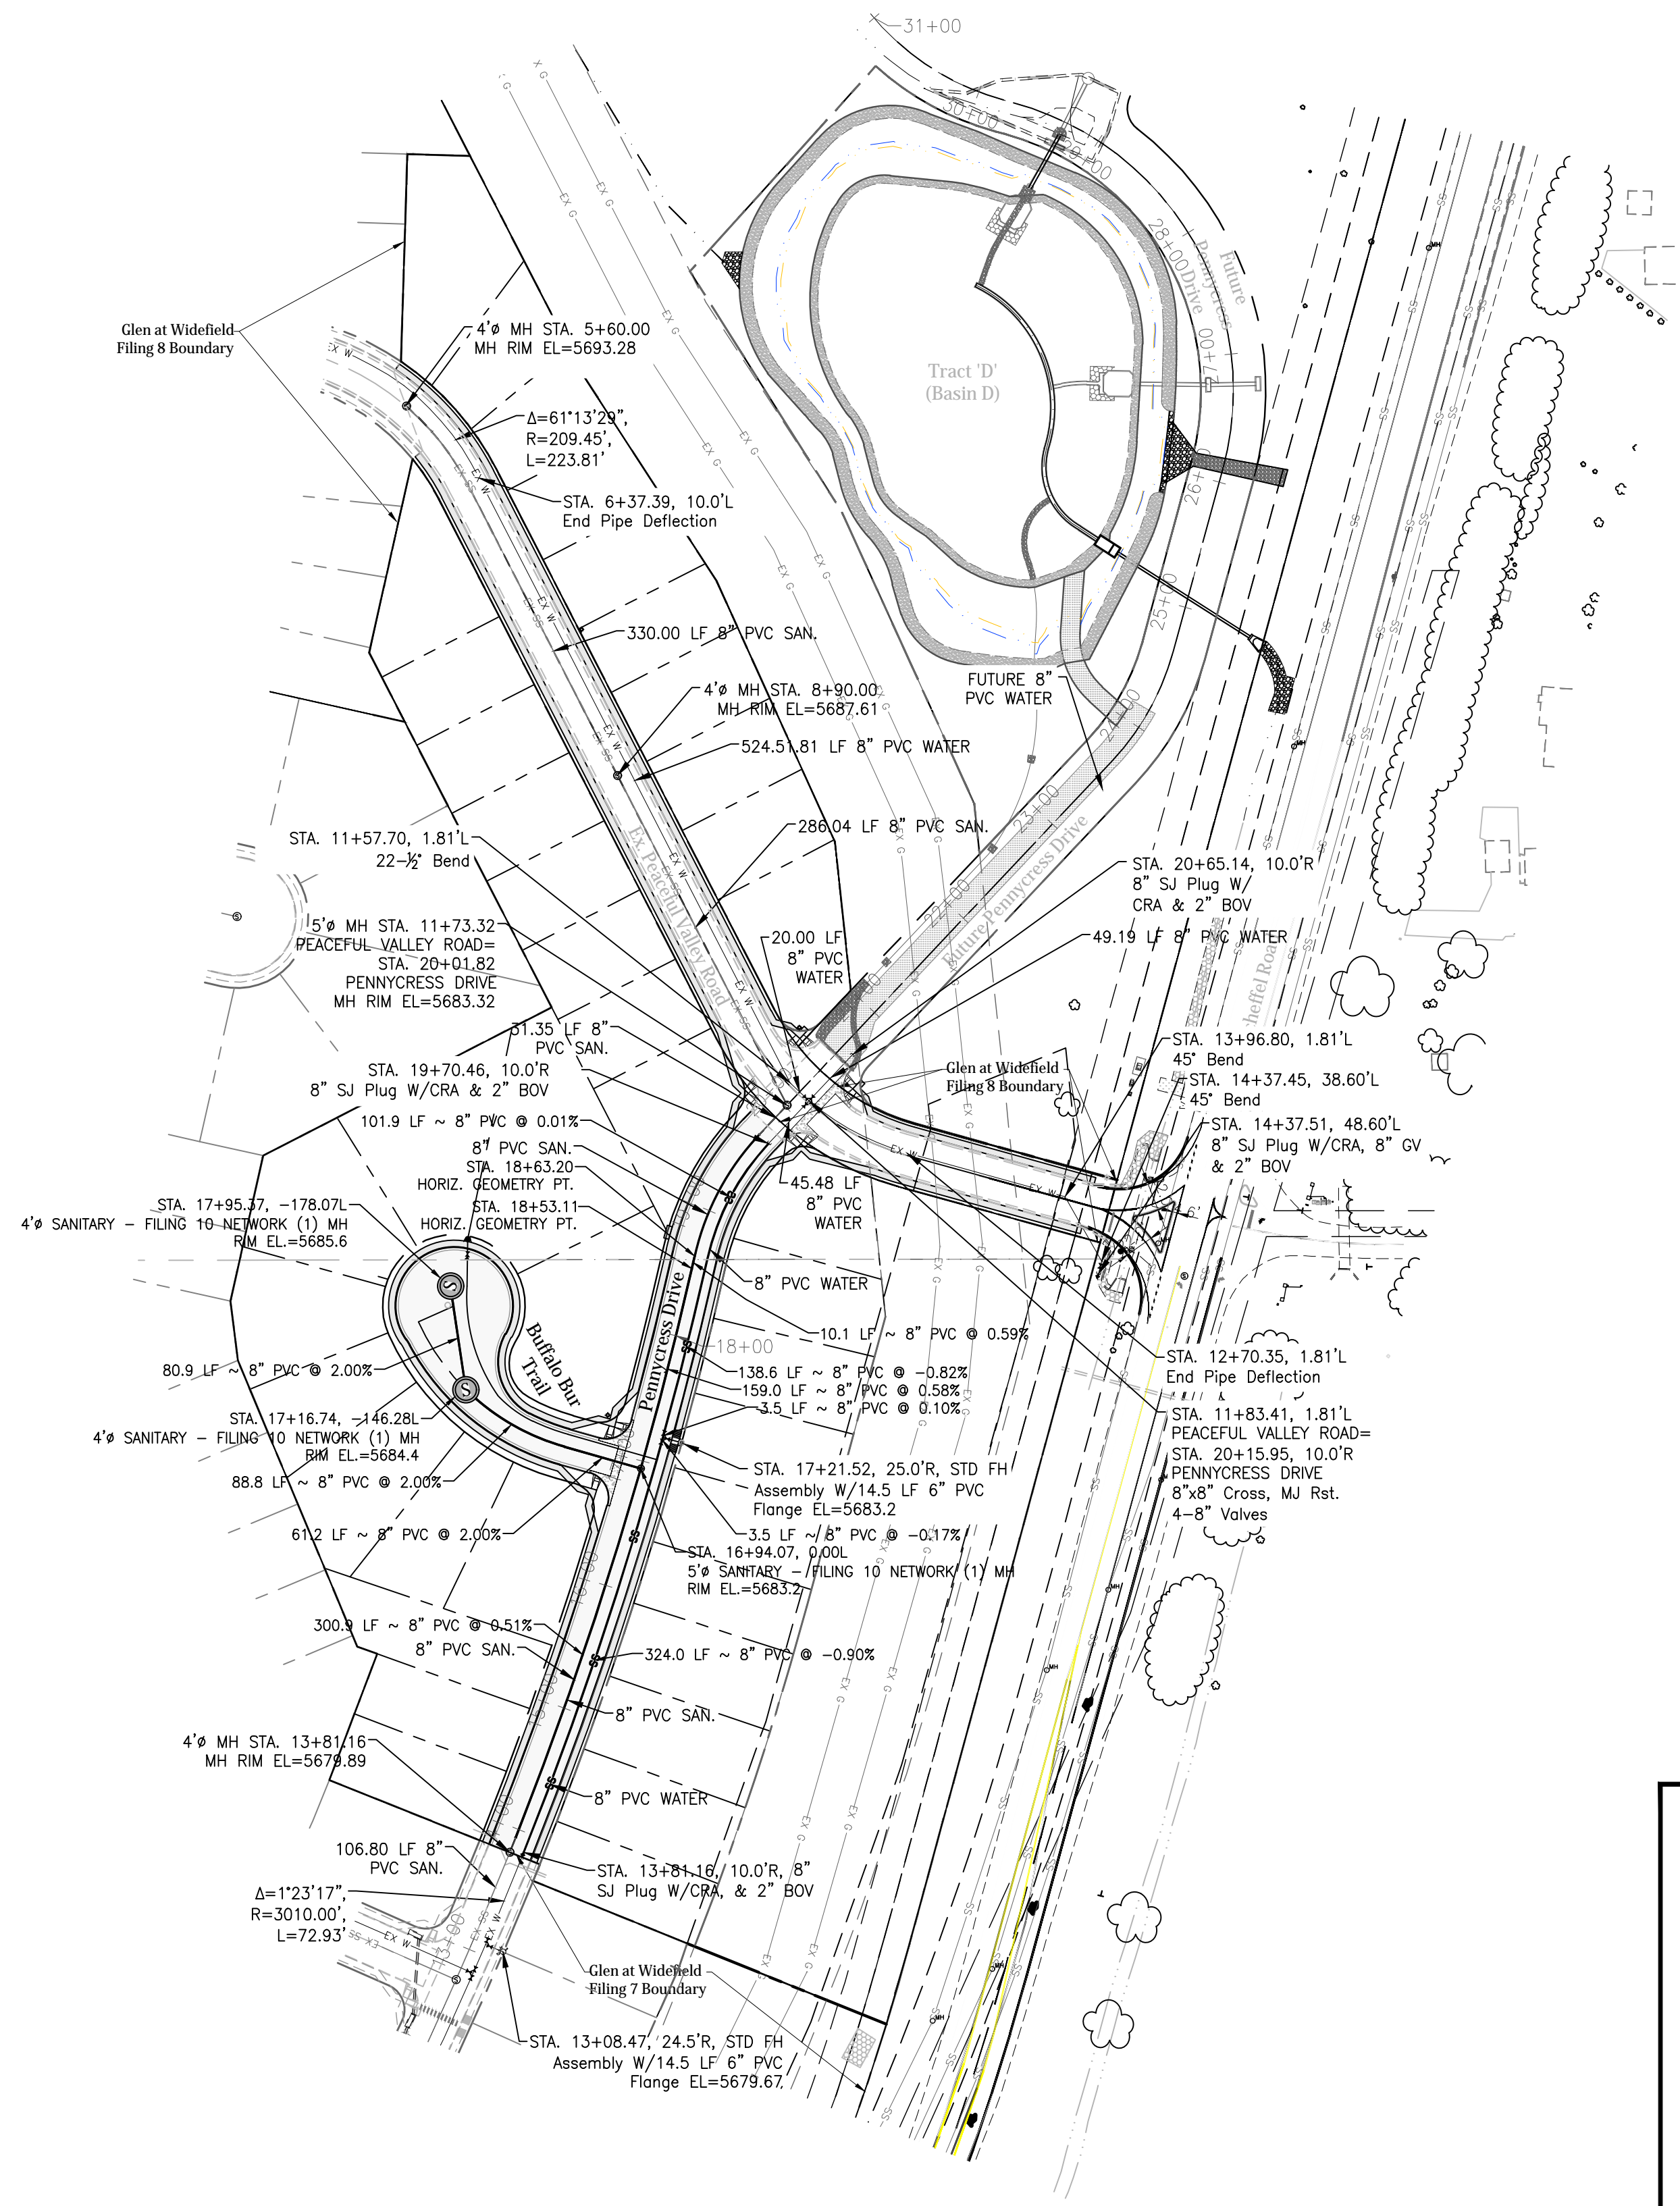 31+00
30+00
29+00
28+00
27+00
Future
Pennycress
Drive
Tract 'D'
(Basin D)
26+00
25+00
24+00
23+00
22+00
Glen at Widefield
Filing 8 Boundary
4'ø MH STA. 5+60.00
MH RIM EL=5693.28
EX W
EX SS
EX G
Δ=61°13'29",
R=209.45',
L=223.81'
STA. 6+37.39, 10.0'L
End Pipe Deflection
330.00 LF 8" PVC SAN.
4'ø MH STA. 8+90.00
MH RIM EL=5687.61
524.51.81 LF 8" PVC WATER
FUTURE 8"
PVC WATER
286.04 LF 8" PVC SAN.
Ex. Peaceful Valley Road
Future Pennycress Drive
STA. 11+57.70, 1.81'L
22-½° Bend
STA. 20+65.14, 10.0'R
8" SJ Plug W/
CRA & 2" BOV
49.19 LF 8" PVC WATER
5'ø MH STA. 11+73.32
PEACEFUL VALLEY ROAD=
STA. 20+01.82
PENNYCRESS DRIVE
MH RIM EL=5683.32
20.00 LF
8" PVC
WATER
31.35 LF 8"
PVC SAN.
STA. 19+70.46, 10.0'R
8" SJ Plug W/CRA & 2" BOV
Glen at Widefield
Filing 8 Boundary
STA. 13+96.80, 1.81'L
45° Bend
STA. 14+37.45, 38.60'L
45° Bend
STA. 14+37.51, 48.60'L
8" SJ Plug W/CRA, 8" GV
& 2" BOV
101.9 LF ~ 8" PVC @ 0.01%
8" PVC SAN.
STA. 18+63.20
HORIZ. GEOMETRY PT.
STA. 18+53.11
HORIZ. GEOMETRY PT.
STA. 17+95.37, -178.07L
4'ø SANITARY - FILING 10 NETWORK (1) MH
RIM EL.=5685.6
45.48 LF
8" PVC
WATER
8" PVC WATER
Pennycress Drive
Buffalo Bur
Trail
10.1 LF ~ 8" PVC @ 0.59%
18+00
138.6 LF ~ 8" PVC @ -0.82%
159.0 LF ~ 8" PVC @ 0.58%
3.5 LF ~ 8" PVC @ 0.10%
STA. 12+70.35, 1.81'L
End Pipe Deflection
STA. 11+83.41, 1.81'L
PEACEFUL VALLEY ROAD=
STA. 20+15.95, 10.0'R
PENNYCRESS DRIVE
8"x8" Cross, MJ Rst.
4-8" Valves
80.9 LF ~ 8" PVC @ 2.00%
STA. 17+16.74, -146.28L
4'ø SANITARY - FILING 10 NETWORK (1) MH
RIM EL.=5684.4
88.8 LF ~ 8" PVC @ 2.00%
61.2 LF ~ 8" PVC @ 2.00%
STA. 17+21.52, 25.0'R, STD FH
Assembly W/14.5 LF 6" PVC
Flange EL=5683.2
3.5 LF ~ 8" PVC @ -0.17%
STA. 16+94.07, 0.00L
5'ø SANITARY - FILING 10 NETWORK (1) MH
RIM EL.=5683.2
300.9 LF ~ 8" PVC @ 0.51%
8" PVC SAN.
324.0 LF ~ 8" PVC @ -0.90%
8" PVC SAN.
4'ø MH STA. 13+81.16
MH RIM EL=5679.89
8" PVC WATER
106.80 LF 8"
PVC SAN.
STA. 13+81.16, 10.0'R, 8"
SJ Plug W/CRA, & 2" BOV
Δ=1°23'17",
R=3010.00',
L=72.93'
13+00
Glen at Widefield
Filing 7 Boundary
STA. 13+08.47, 24.5'R, STD FH
Assembly W/14.5 LF 6" PVC
Flange EL=5679.67